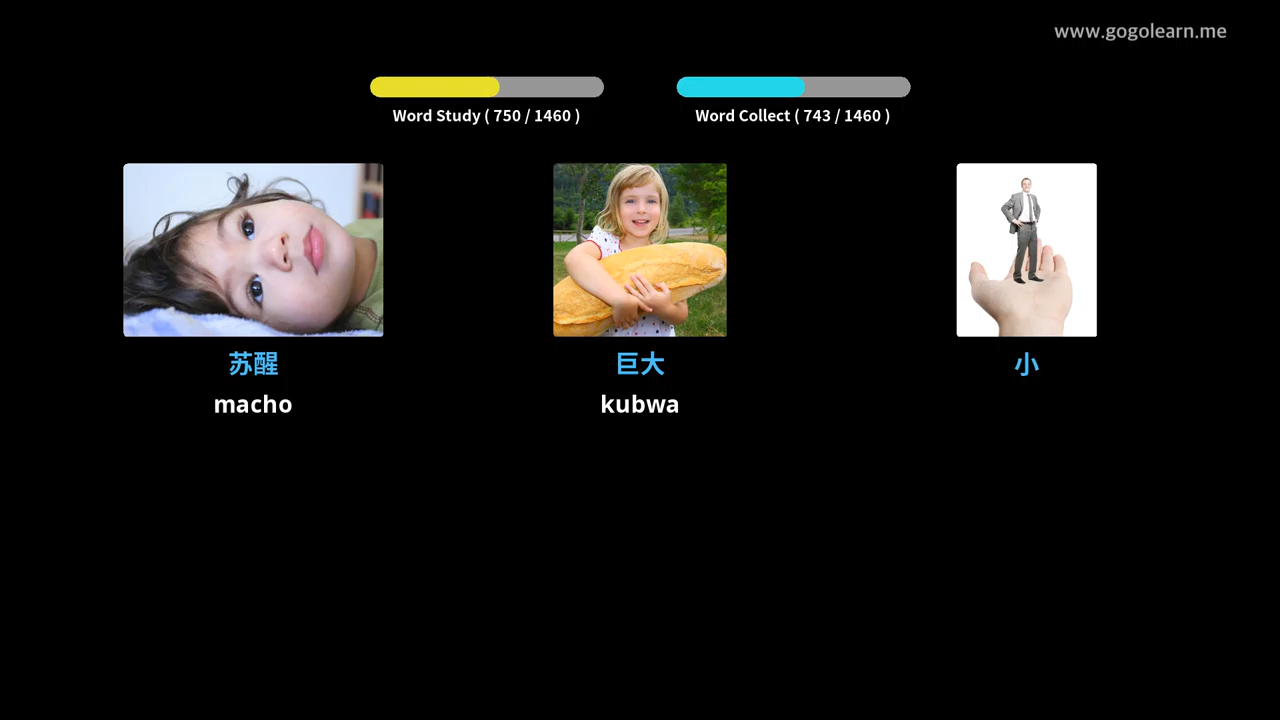 www.gogolearn.me
Word Study ( 750 / 1460 )
Word Collect ( 743 / 1460 )
苏醒
巨大
小
macho
kubwa